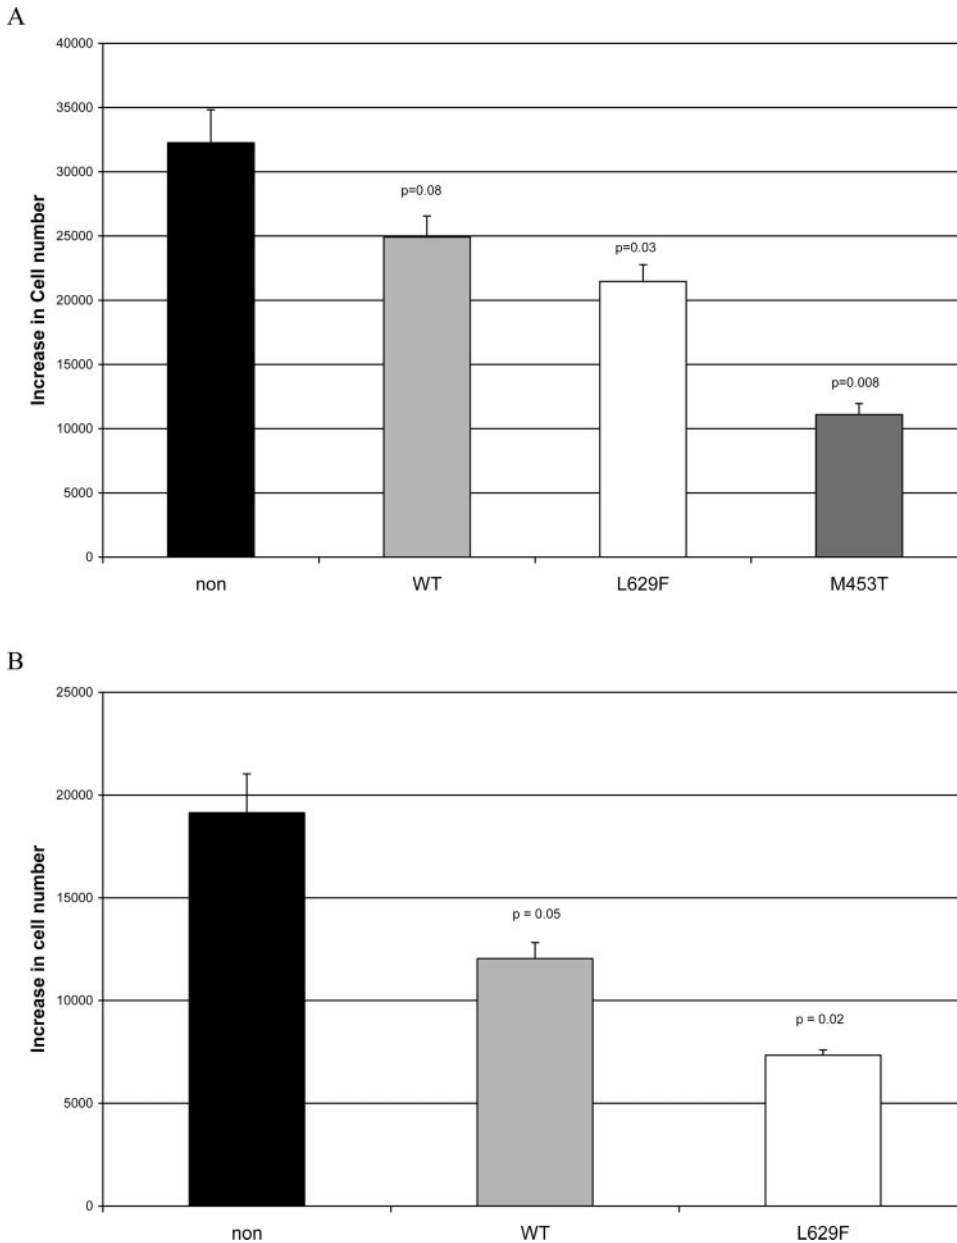 A
40000
35000
30000
25000
20000
15000
10000
5000
0
Increase in Cell number
p=0.08
p=0.03
p=0.008
non WT L629F M453T
B
25000
20000
15000
10000
5000
0
Increase in cell number
p = 0.05
p = 0.02
non WT L629F